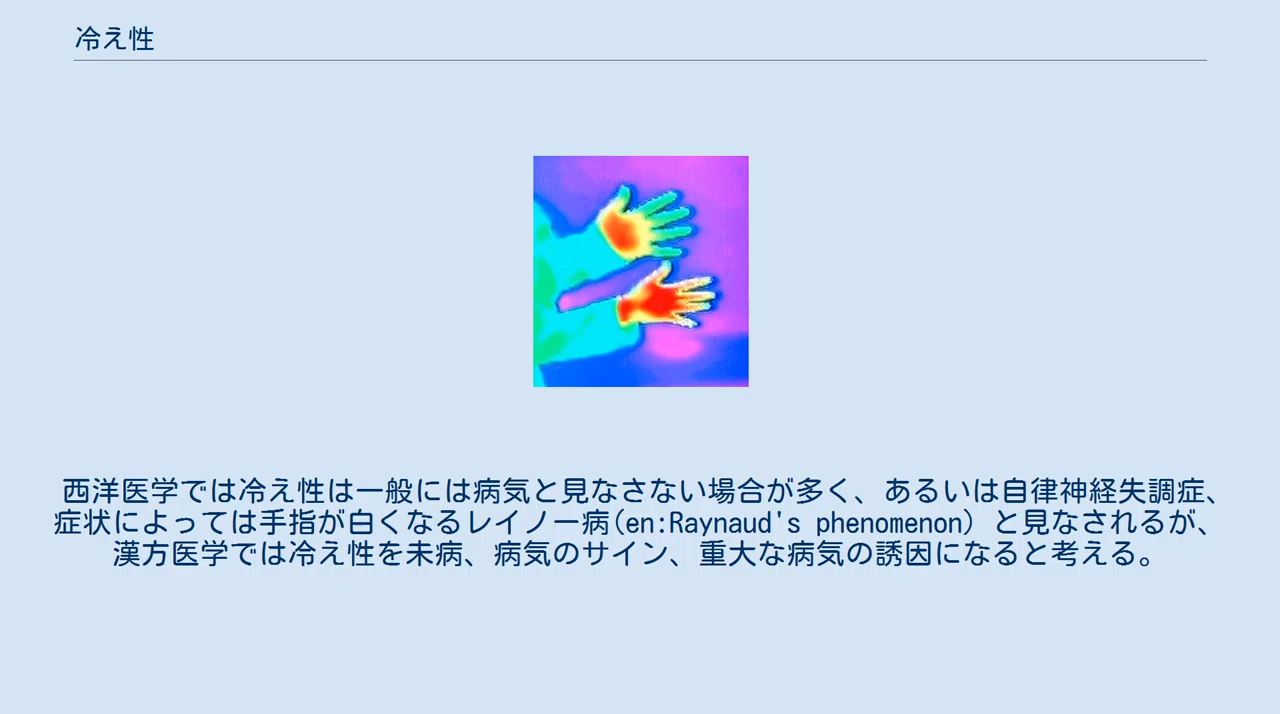 冷え性
西洋医学では冷え性は一般には病気と見なさない場合が多く、あるいは自律神経失調症、
症状によっては手指が白くなるレイノー病(en:Raynaud's phenomenon) と見なされるが、
漢方医学では冷え性を未病、病気のサイン、重大な病気の誘因になると考える。